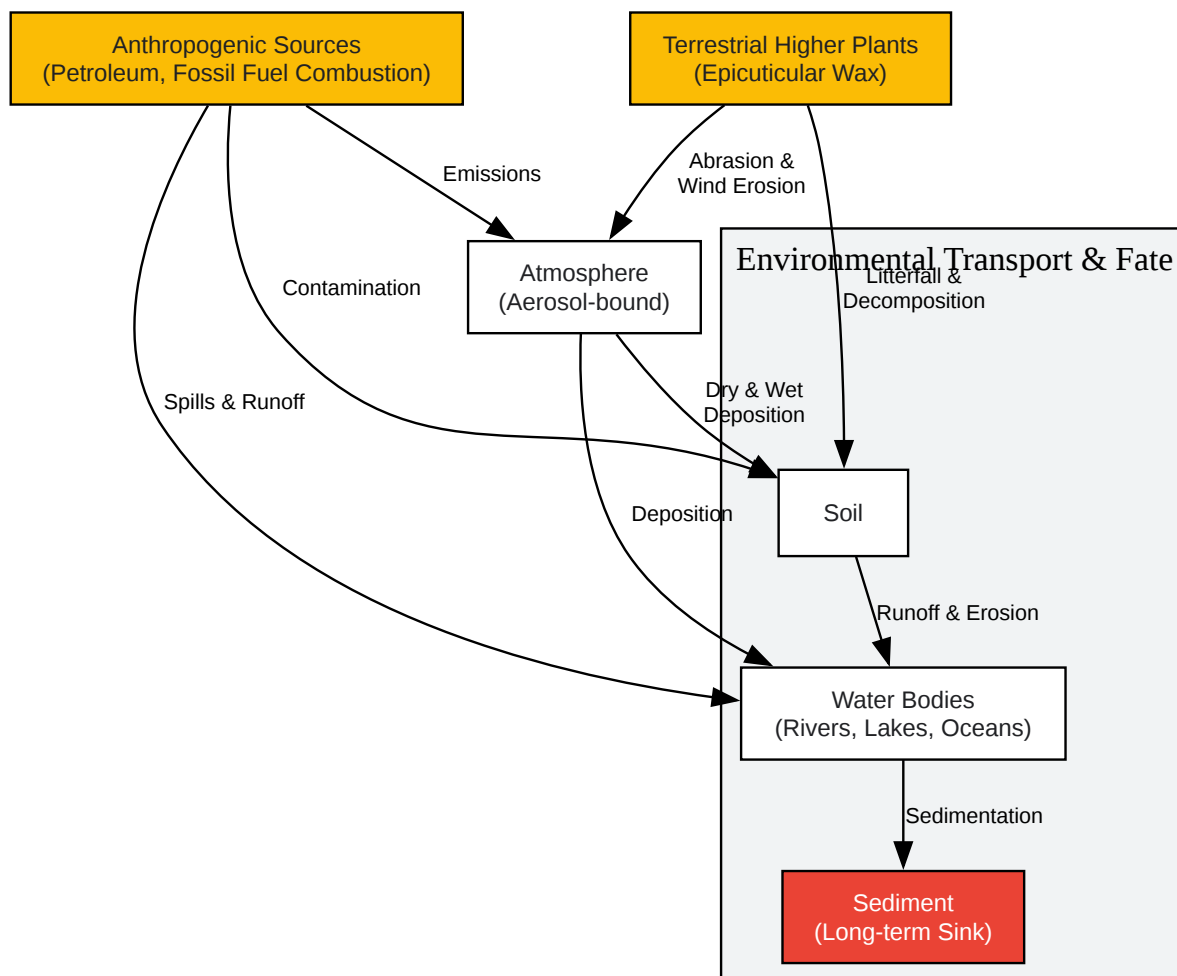 Anthropogenic Sources
(Petroleum, Fossil Fuel Combustion)
Terrestrial Higher Plants
(Epicuticular Wax)
Emissions
Abrasion &
Wind Erosion
Environmental Transport & Fate
Atmosphere
(Aerosol-bound)
Contamination
Litterfall &
Decomposition
Spills & Runoff
Dry & Wet
Deposition
Deposition
Soil
Runoff & Erosion
Water Bodies
(Rivers, Lakes, Oceans)
Sedimentation
Sediment
(Long-term Sink)